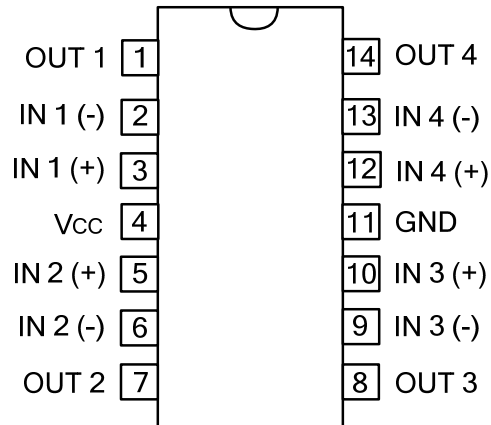 OUT 1 1 14 OUT 4
IN 1 (-) 2 13 IN 4 (-)
IN 1 (+) 3 12 IN 4 (+)
VCC 4 11 GND
IN 2 (+) 5 10 IN 3 (+)
IN 2 (-) 6 9 IN 3 (-)
OUT 2 7 8 OUT 3